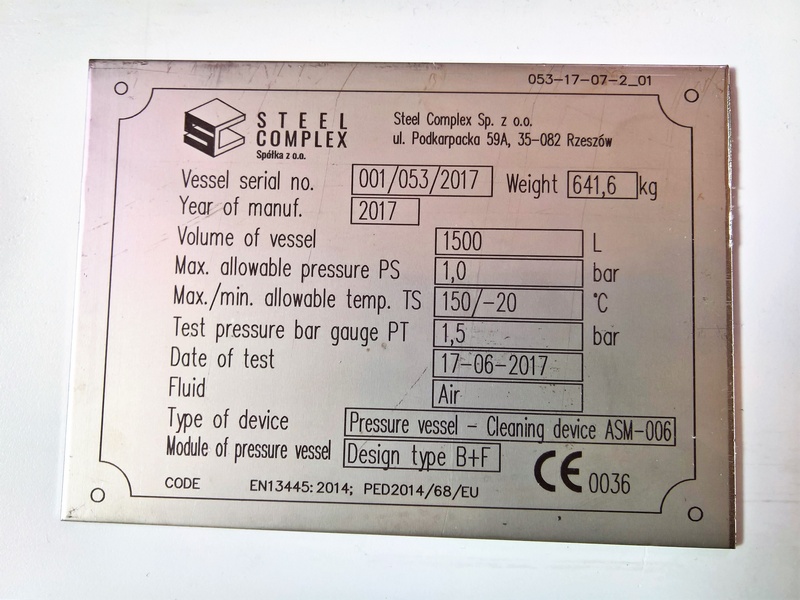 053-17-07-2_01
STEEL COMPLEX
Spółka z o.o.
Steel Complex Sp. z o.o.
ul. Podkarpacka 59A, 35-082 Rzeszów
Vessel serial no. 001/053/2017 Weight 641,6 kg
Year of manuf. 2017
Volume of vessel 1500 L
Max. allowable pressure PS 1,0 bar
Max./min. allowable temp. TS 150/-20 °C
Test pressure bar gauge PT 1,5 bar
Date of test 17-06-2017
Fluid Air
Type of device Pressure vessel - Cleaning device ASM-006
Module of pressure vessel Design type B+F
CE 0036
CODE EN13445:2014; PED2014/68/EU